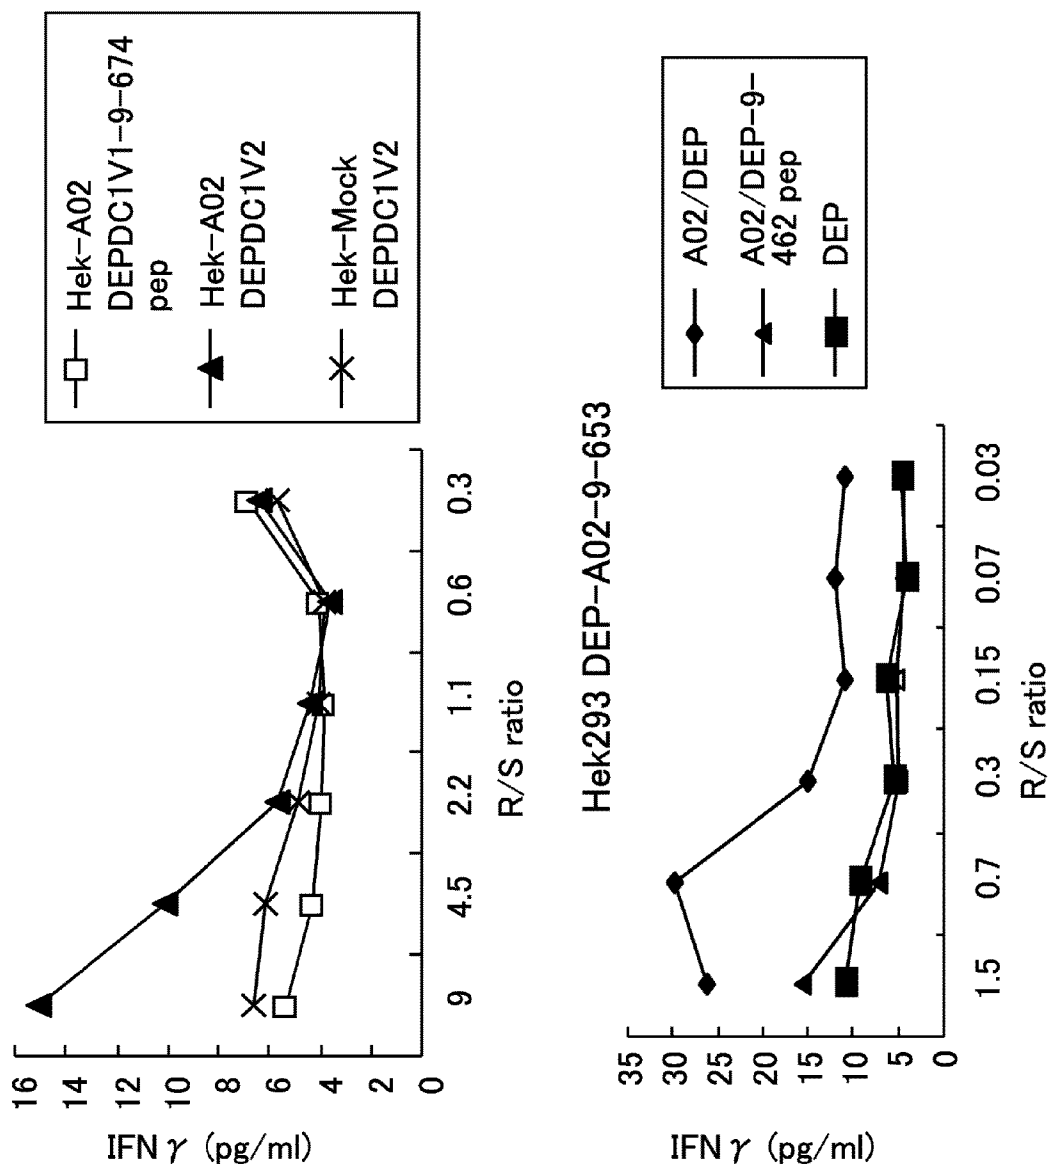 16
14
12
10
8
6
4
2
0
IFN γ (pg/ml)
9
4.5
2.2
1.1
0.6
0.3
R/S ratio
Hek-A02
DEPDC1V1-9-674
pep
Hek-A02
DEPDC1V2
Hek-Mock
DEPDC1V2
Hek293 DEP-A02-9-653
35
30
25
20
15
10
5
0
IFN γ (pg/ml)
1.5
0.7
0.3
0.15
0.07
0.03
R/S ratio
A02/DEP
A02/DEP-9-
462 pep
DEP